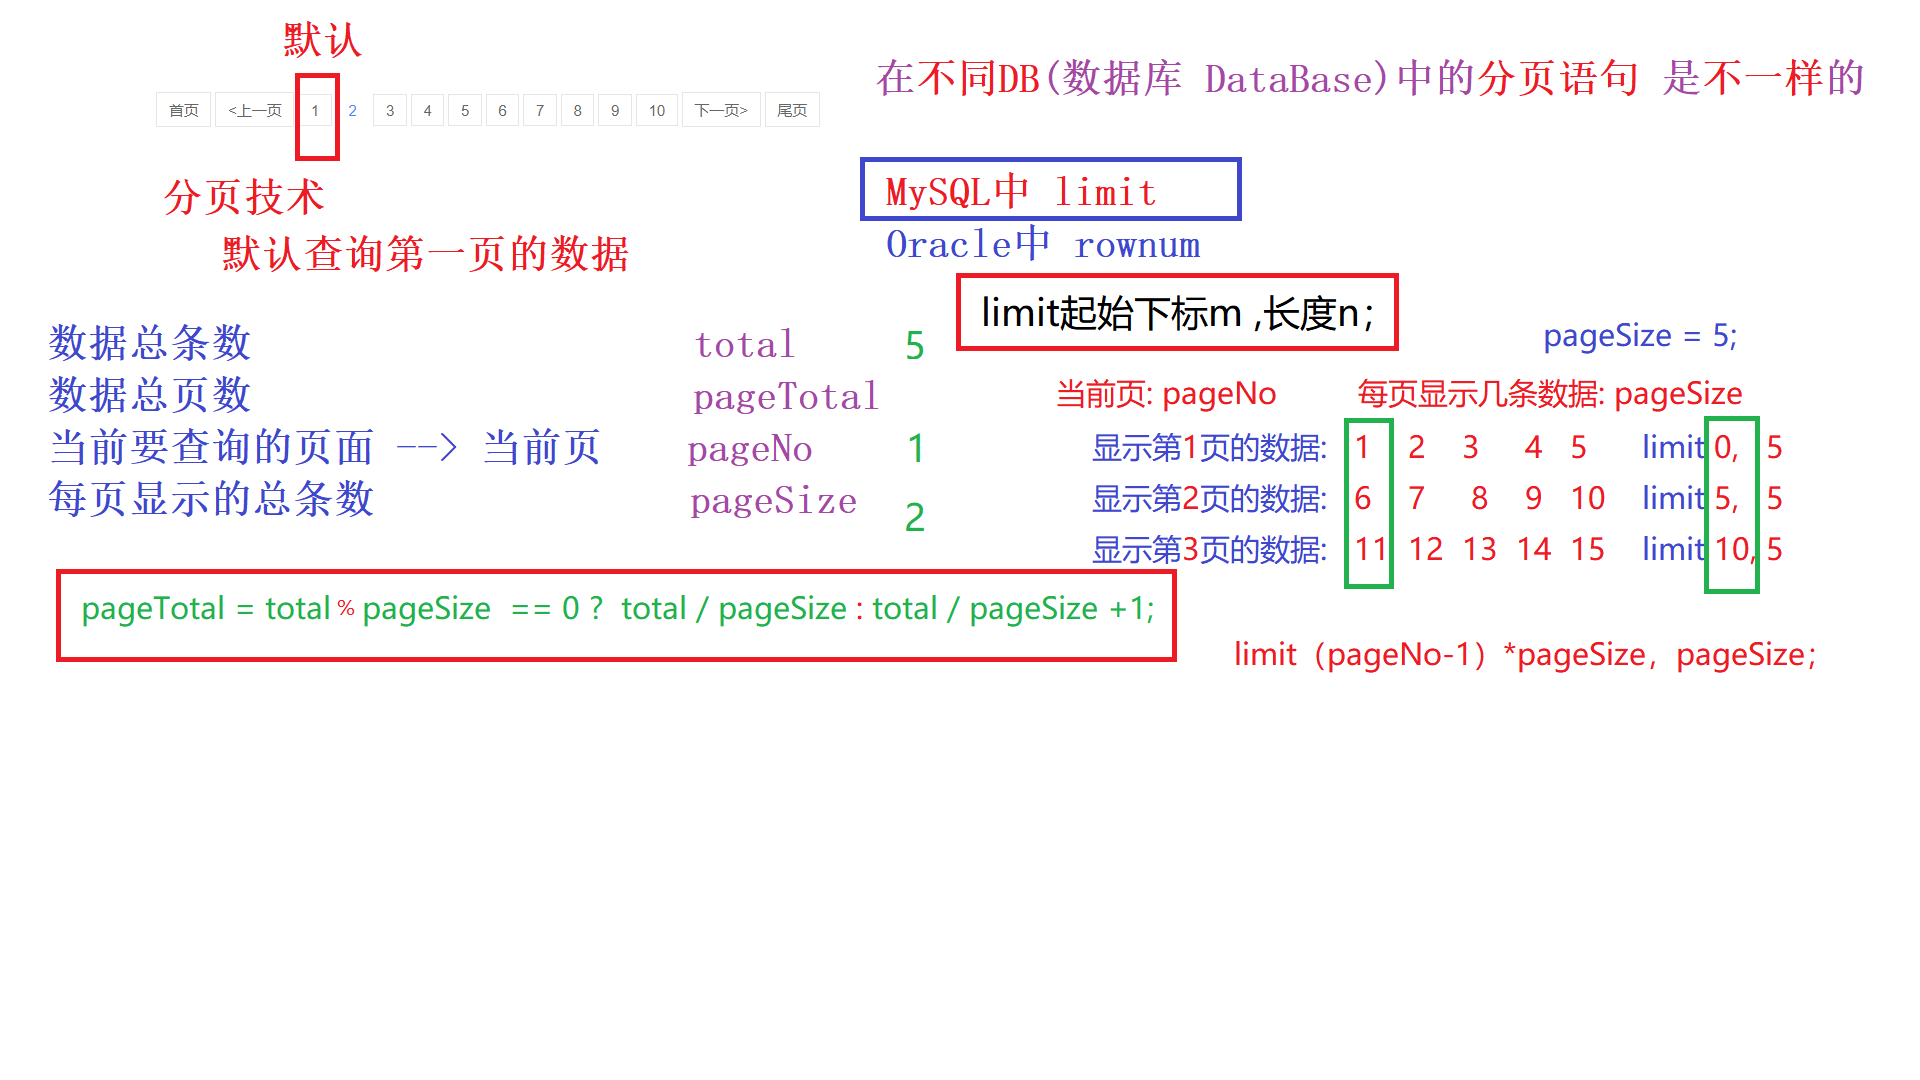 默认
首页 <上一页 1 2 3 4 5 6 7 8 9 10 下一页> 尾页
分页技术
默认查询第一页的数据
数据总条数 total 5
数据总页数 pageTotal
当前要查询的页面 --> 当前页 pageNo 1
每页显示的总条数 pageSize 2
pageTotal = total % pageSize == 0 ? total / pageSize : total / pageSize +1;
在不同DB(数据库 DataBase)中的分页语句 是不一样的
MySQL中 limit
Oracle中 rownum
limit起始下标m ,长度n;
pageSize = 5;
当前页: pageNo 每页显示几条数据: pageSize
显示第1页的数据: 1 2 3 4 5 limit 0, 5
显示第2页的数据: 6 7 8 9 10 limit 5, 5
显示第3页的数据: 11 12 13 14 15 limit 10, 5
limit（pageNo-1）*pageSize，pageSize；